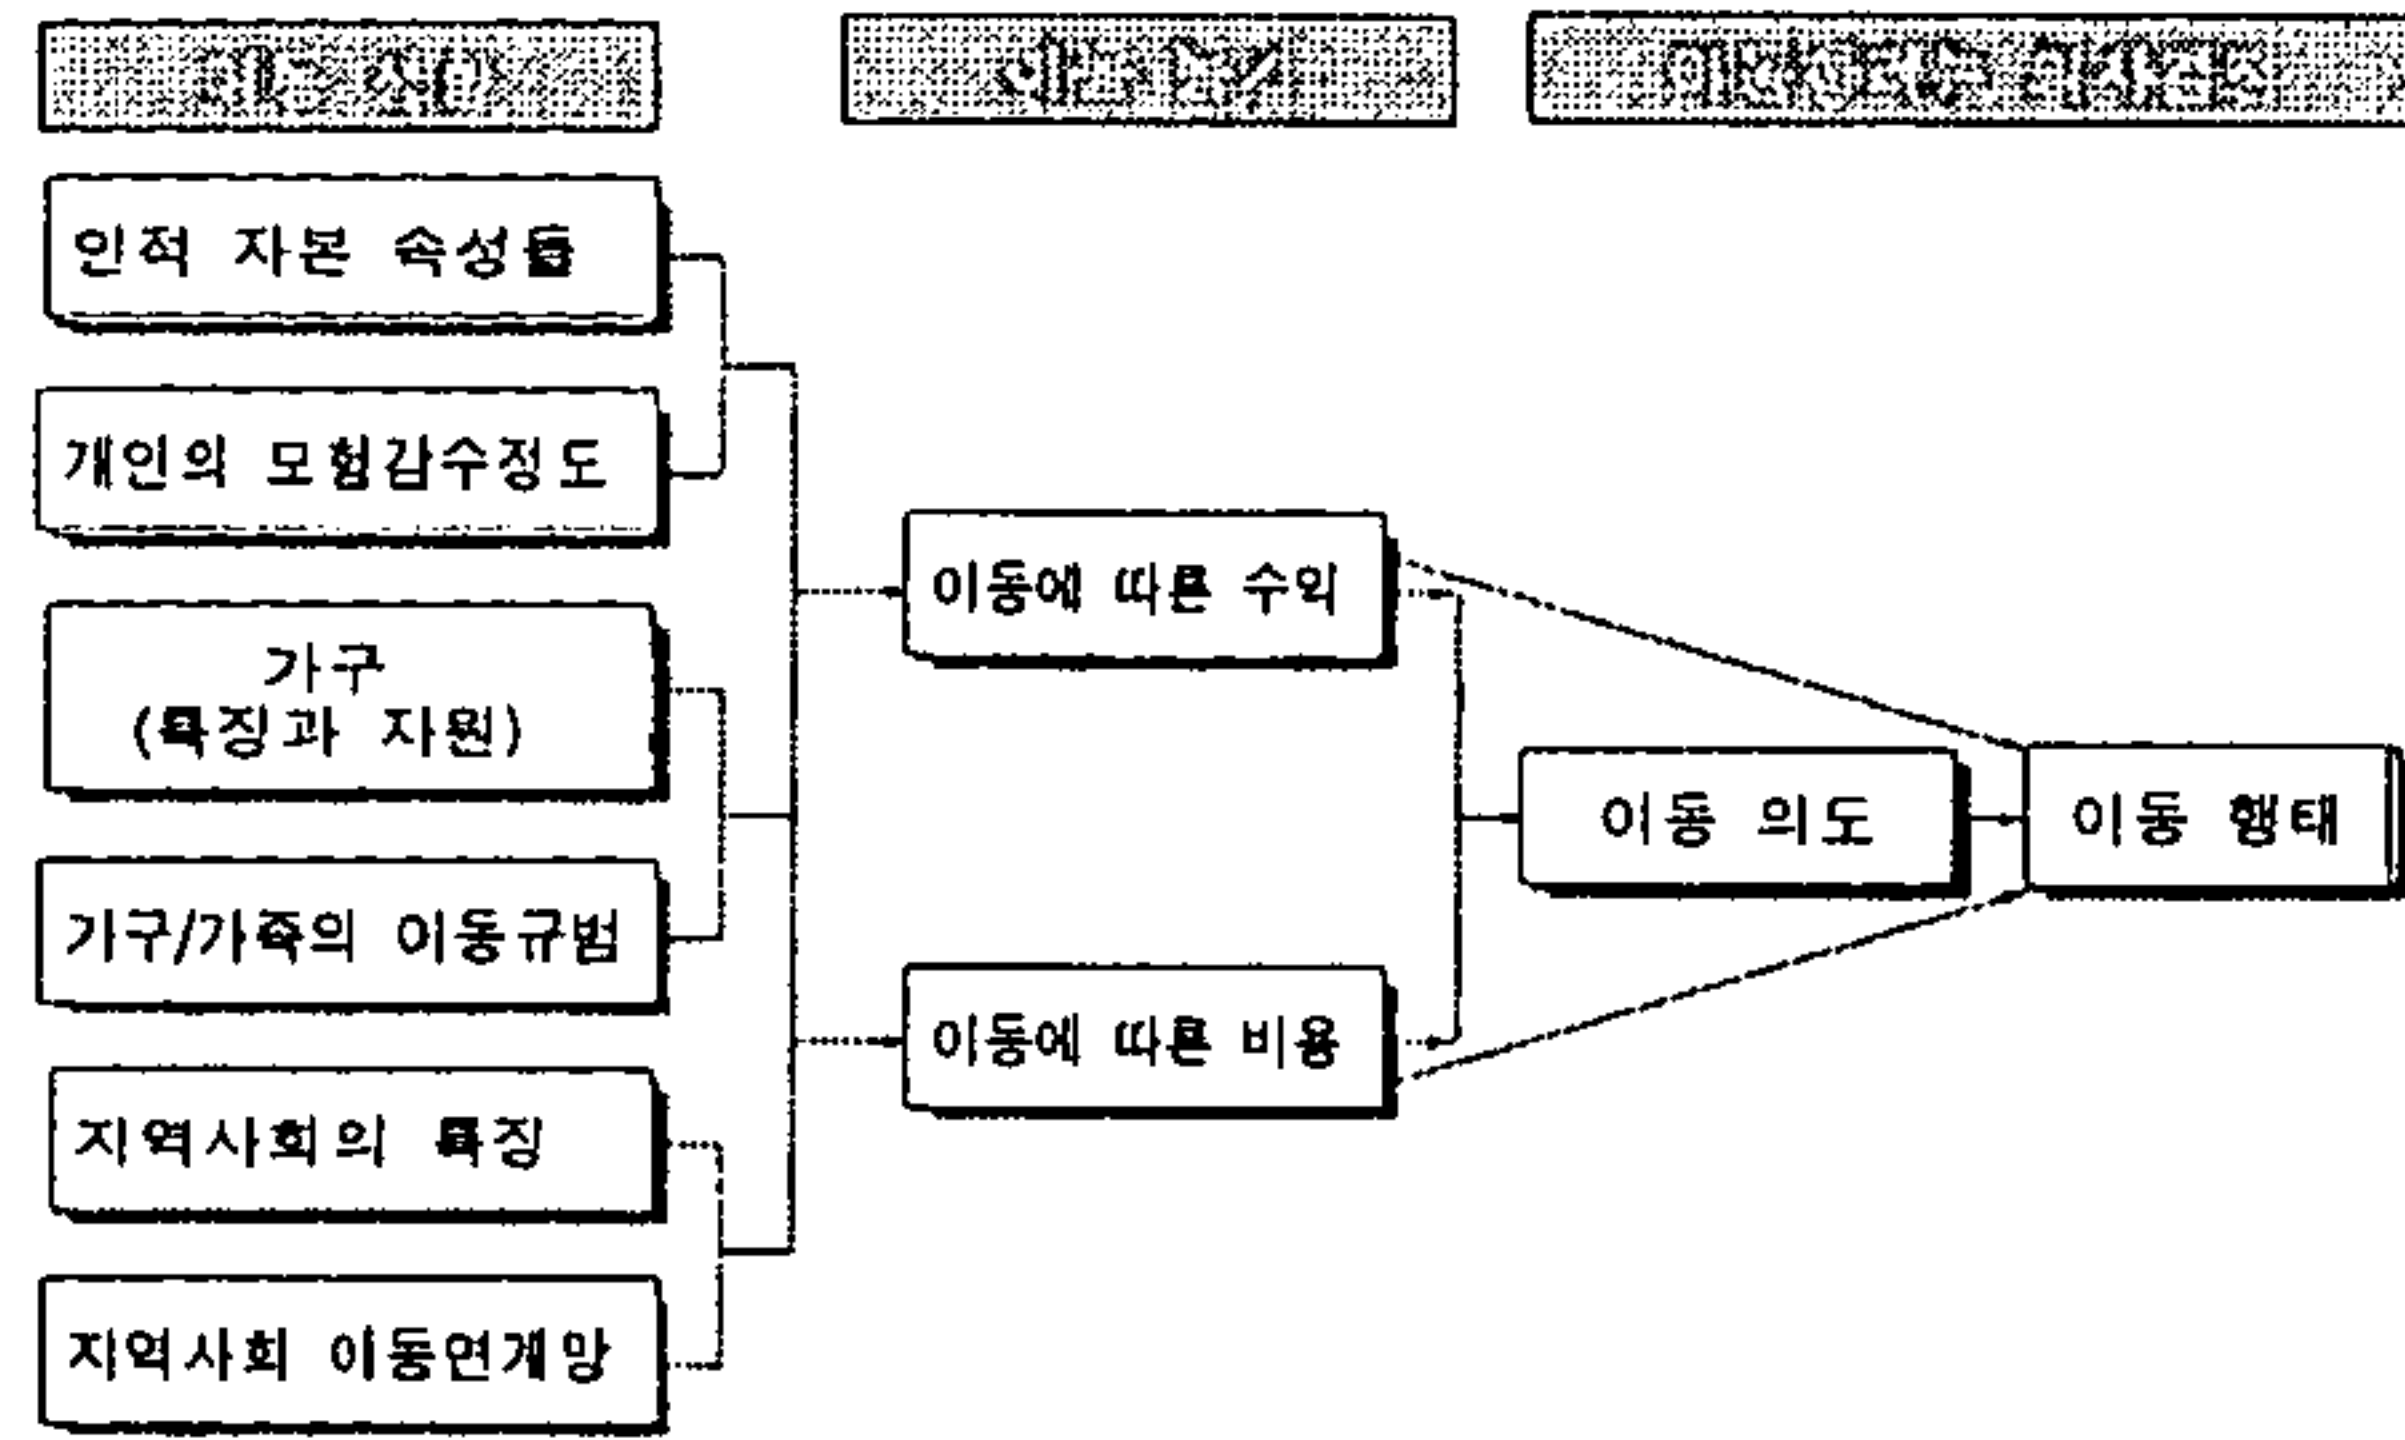 인적 자본 속성들
개인의 모험감수정도
가구
(특징과 자원)
가구/가족의 이동규범
지역사회의 특징
지역사회 이동연계망
이동에 따른 수익
이동에 따른 비용
이동 의도
이동 행태